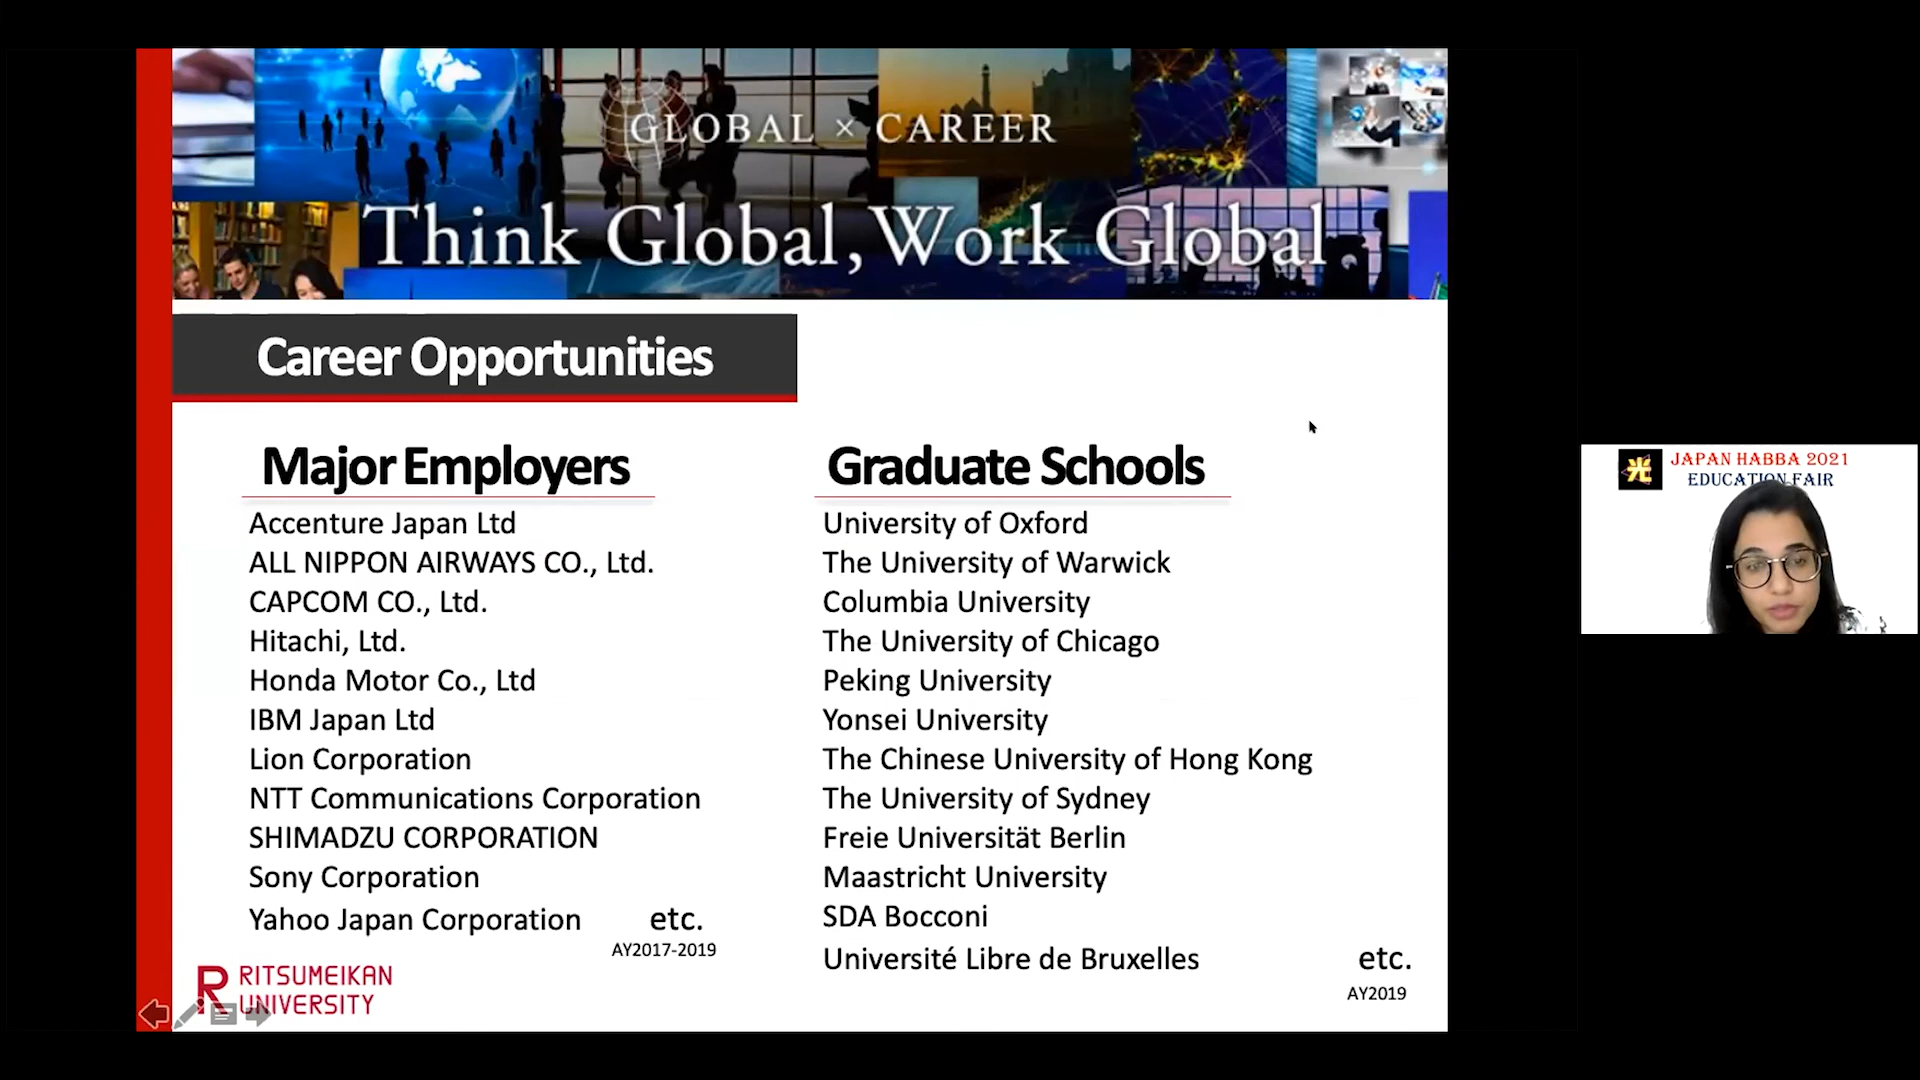 GLOBAL × CAREER
Think Global, Work Global
Career Opportunities
Major Employers
Accenture Japan Ltd
ALL NIPPON AIRWAYS CO., Ltd.
CAPCOM CO., Ltd.
Hitachi, Ltd.
Honda Motor Co., Ltd
IBM Japan Ltd
Lion Corporation
NTT Communications Corporation
SHIMADZU CORPORATION
Sony Corporation
Yahoo Japan Corporation etc.
AY2017-2019
Graduate Schools
University of Oxford
The University of Warwick
Columbia University
The University of Chicago
Peking University
Yonsei University
The Chinese University of Hong Kong
The University of Sydney
Freie Universität Berlin
Maastricht University
SDA Bocconi
Université Libre de Bruxelles etc.
AY2019
R RITSUMEIKAN
UNIVERSITY
光 JAPAN HABBA 2021
EDUCATION FAIR